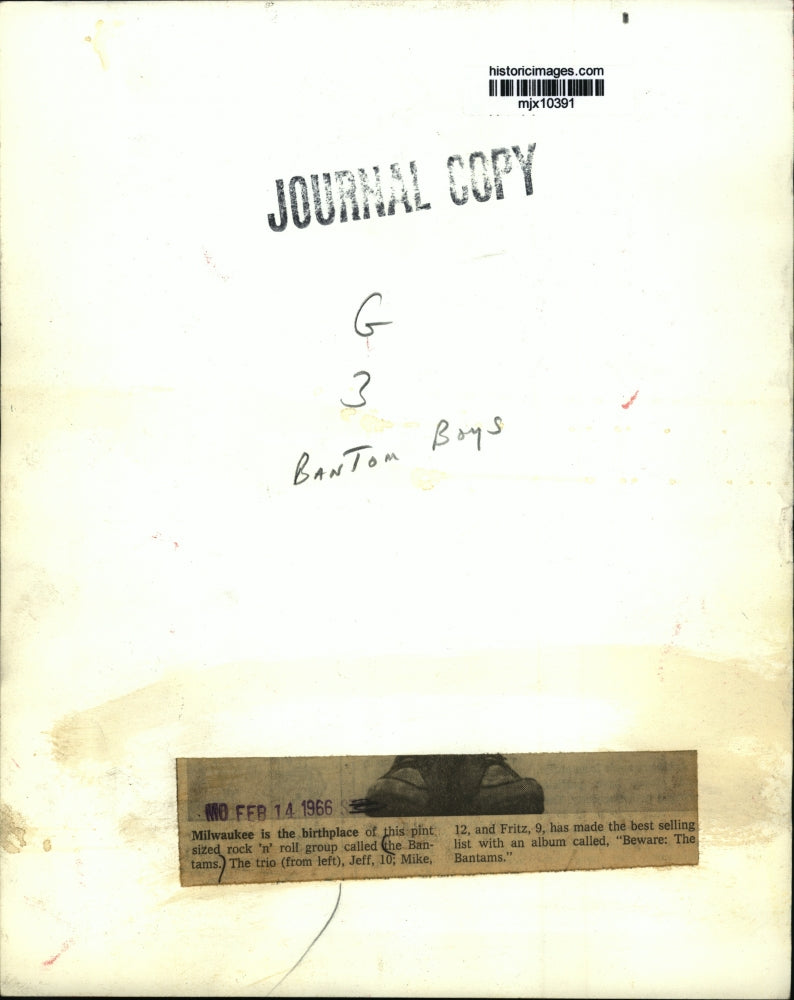 historicimages.com
mjx10391
JOURNAL COPY
G
3
BANTOM Boys
MO FEB 14 1966
Milwaukee is the birthplace of this pint
sized rock 'n' roll group called the Ban-
tams. The trio (from left), Jeff, 10; Mike,
12, and Fritz, 9, has made the best selling
list with an album called, “Beware: The
Bantams.”